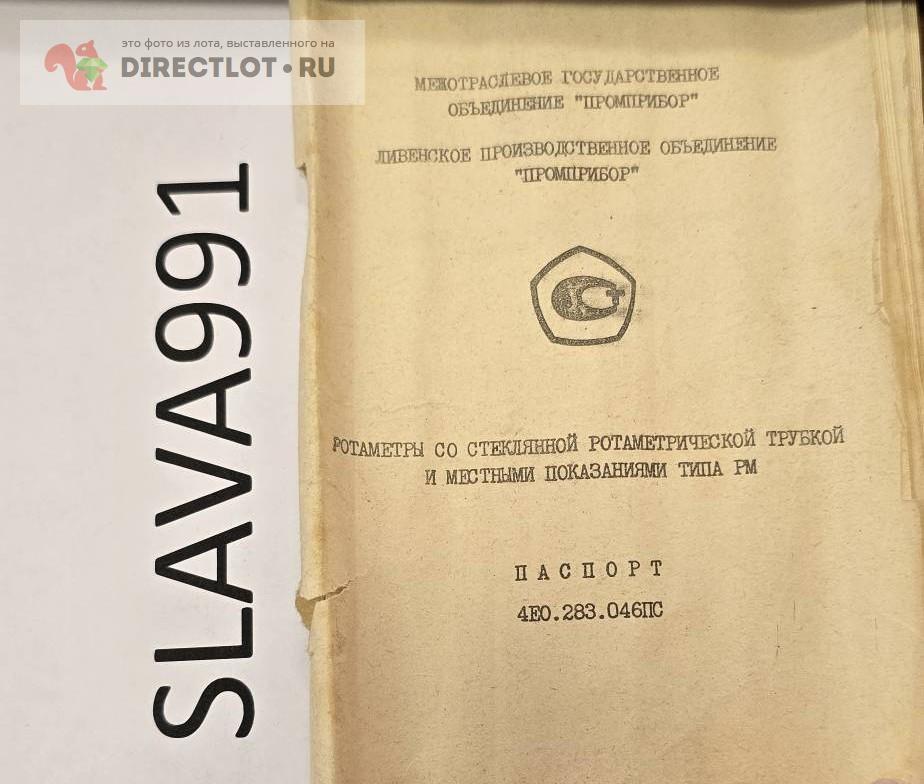 это фото из лота, выставленного на
DIRECTLOT.RU
SLAVA991
МЕЖОТРАСЛЕВОЕ ГОСУДАРСТВЕННОЕ
ОБЪЕДИНЕНИЕ "ПРОМПРИБОР"
ЛИВЕНСКОЕ ПРОИЗВОДСТВЕННОЕ ОБЪЕДИНЕНИЕ
"ПРОМПРИБОР"
РОТАМЕТРЫ СО СТЕКЛЯННОЙ РОТАМЕТРИЧЕСКОЙ ТРУБКОЙ
И МЕСТНЫМИ ПОКАЗАНИЯМИ ТИПА РМ
ПАСПОРТ
4Е0.283.046ПС